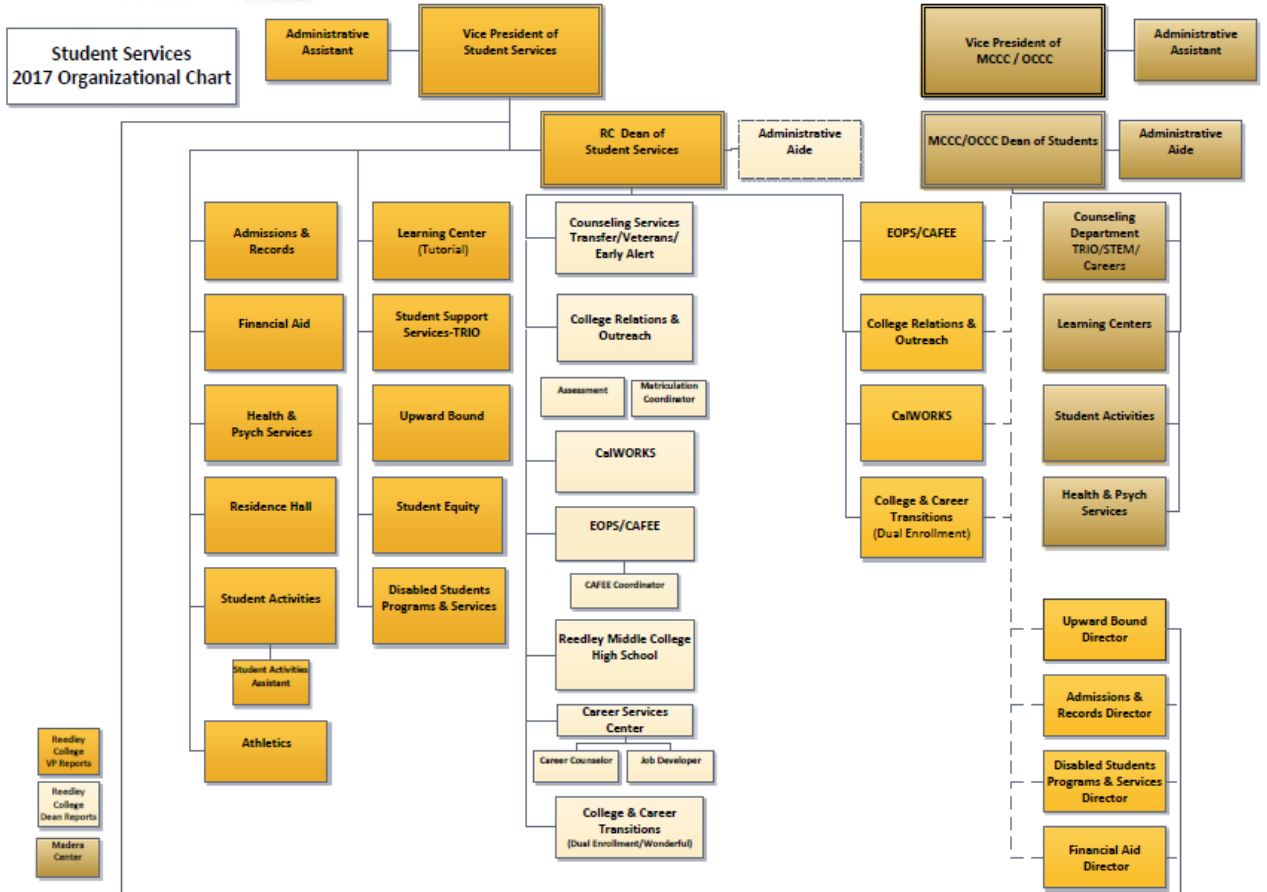 Student Services
2017 Organizational Chart
Administrative
Assistant
Vice President of
Student Services
Vice President of
MCCC / OCCC
Administrative
Assistant
RC Dean of
Student Services
Administrative
Aide
MCCC/OCCC Dean of Students
Administrative
Aide
Admissions &
Records
Financial Aid
Health &
Psych Services
Residence Hall
Student Activities
Student Activities
Assistant
Athletics
Learning Center
(Tutorial)
Student Support
Services-TRIO
Upward Bound
Student Equity
Disabled Students
Programs & Services
Counseling Services
Transfer/Veterans/
Early Alert
College Relations &
Outreach
Assessment
Matriculation
Coordinator
CalWORKS
EOPS/CAFEE
CAFEE Coordinator
Reedley Middle College
High School
Career Services
Center
Career Counselor
Job Developer
College & Career
Transitions
(Dual Enrollment/Wonderful)
EOPS/CAFEE
College Relations &
Outreach
CalWORKS
College & Career
Transitions
(Dual Enrollment)
Counseling
Department
TRIO/STEM/
Careers
Learning Centers
Student Activities
Health & Psych
Services
Upward Bound
Director
Admissions &
Records Director
Disabled Students
Programs & Services
Director
Financial Aid
Director
Reedley
College
VP Reports
Reedley
College
Dean Reports
Madera
Center